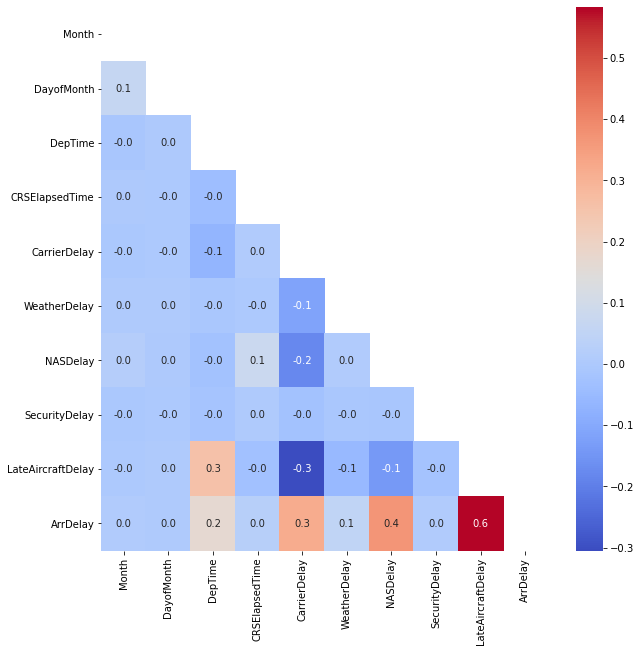 Month
DayofMonth 0.1
DepTime -0.0 0.0
CRSElapsedTime 0.0 -0.0 -0.0
CarrierDelay -0.0 -0.0 -0.1 0.0
WeatherDelay 0.0 0.0 -0.0 -0.0 -0.1
NASDelay 0.0 0.0 -0.0 0.1 -0.2 0.0
SecurityDelay -0.0 -0.0 -0.0 0.0 -0.0 -0.0 -0.0
LateAircraftDelay -0.0 0.0 0.3 -0.0 -0.3 -0.1 -0.1 -0.0
ArrDelay 0.0 0.0 0.2 0.0 0.3 0.1 0.4 0.0 0.6
Month DayofMonth DepTime CRSElapsedTime CarrierDelay WeatherDelay NASDelay SecurityDelay LateAircraftDelay ArrDelay
0.5
0.4
0.3
0.2
0.1
0.0
−0.1
−0.2
−0.3